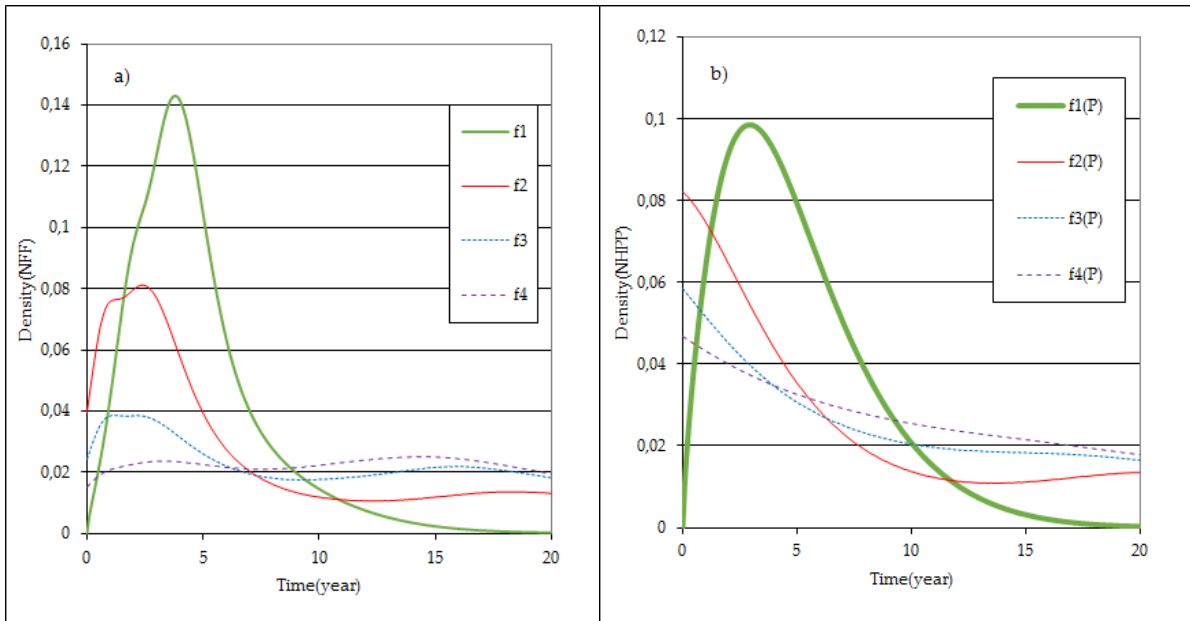 a)
Density(NFF)
0,16
0,14
0,12
0,1
0,08
0,06
0,04
0,02
0
0 5 10 15 20
Time(year)
f1
f2
f3
f4
b)
Density(NHPP)
0,12
0,1
0,08
0,06
0,04
0,02
0
0 5 10 15 20
Time(year)
f1(P)
f2(P)
f3(P)
f4(P)